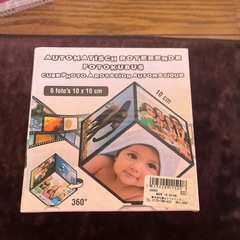 AUTOMATISCH ROTERENDE
FOTOKUBUS
CUBE PHOTO À ROTATION AUTOMATIQUE
6 foto's 10 x 10 cm
10 cm
360°